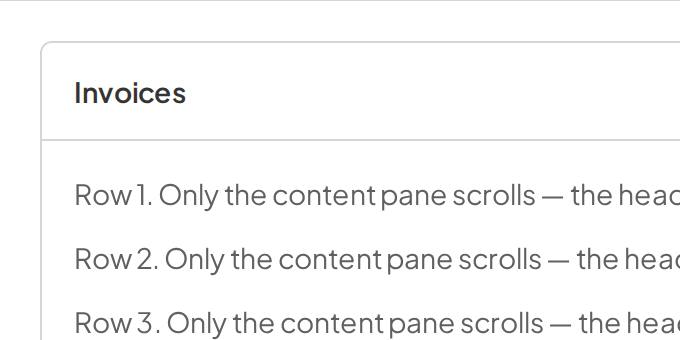 Invoices
Row 1. Only the content pane scrolls — the
Row 2. Only the content pane scrolls — the
Row 3. Only the content pane scrolls — the